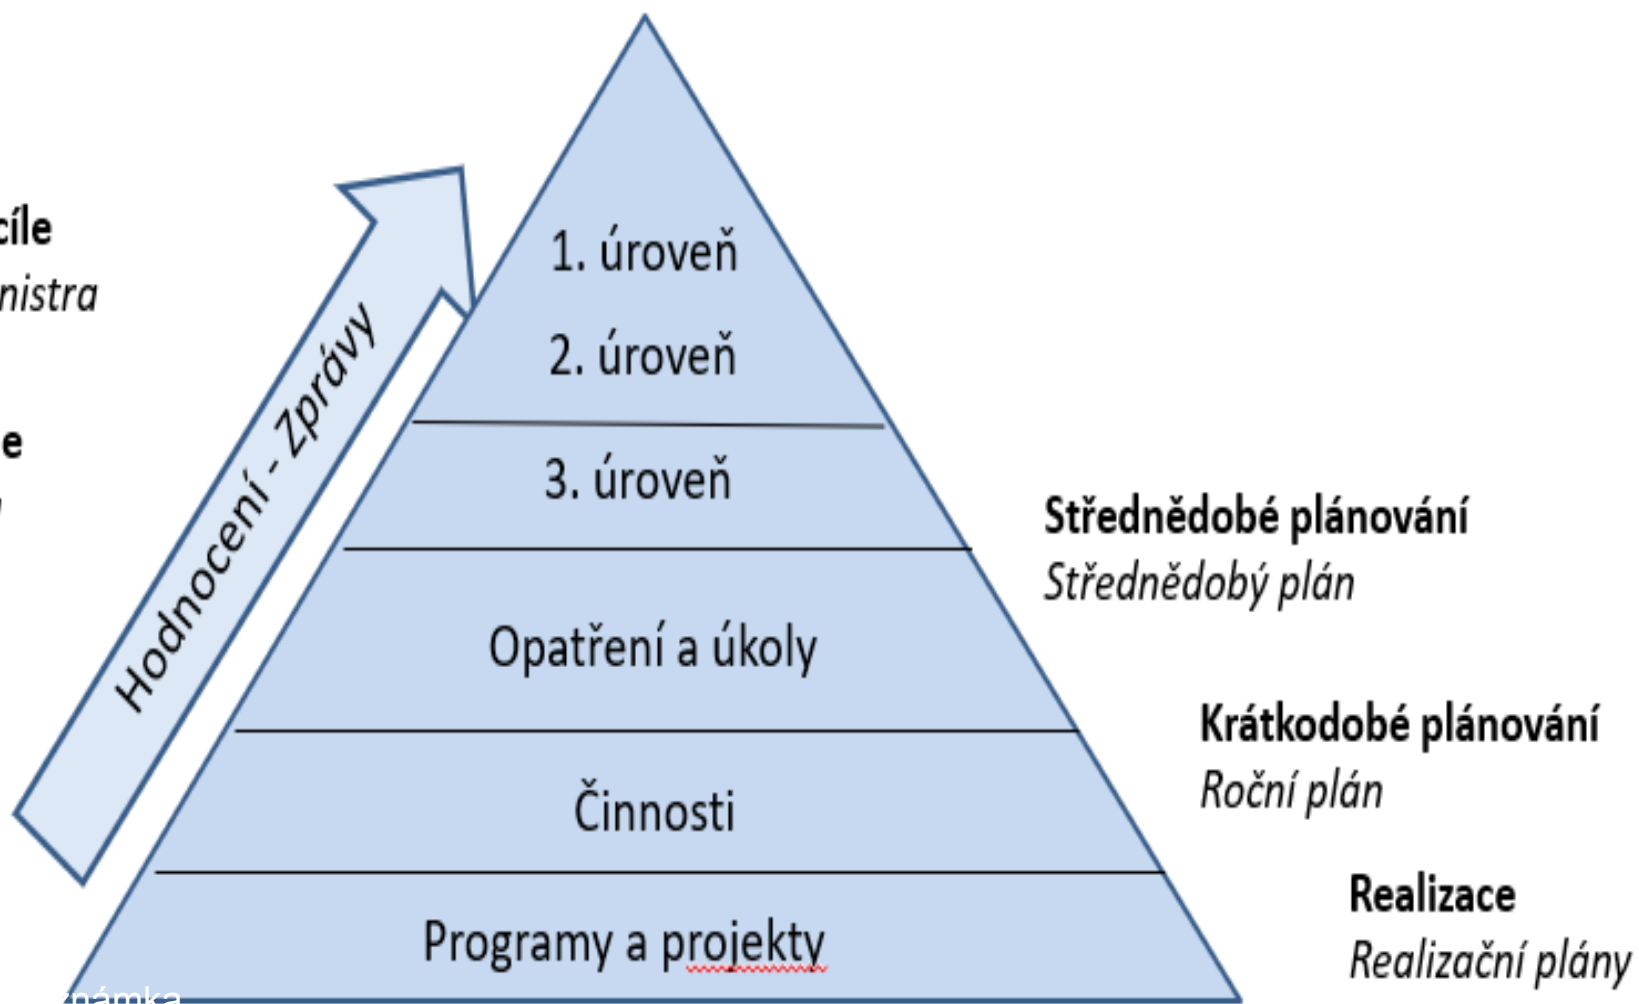 cíle
1. úroveň
2. úroveň
3. úroveň
Hodnocení - Zprávy
Střednědobé plánování
Střednědobý plán
Opatření a úkoly
Krátkodobé plánování
Roční plán
Činnosti
Realizace
Realizační plány
Programy a projekty